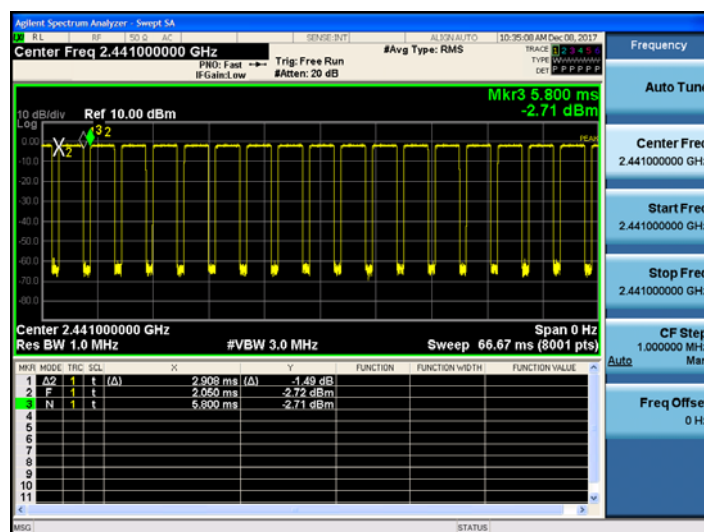 Agilent Spectrum Analyzer - Swept SA
RL RF 50 Ω AC SENSE:INT ALIGNAUTO 10:35:08 AM Dec 08, 2017
Center Freq 2.441000000 GHz
#Avg Type: RMS
TRACE 1 2 3 4 5 6
PNO: Fast Trig: Free Run
TYPE
IFGain:Low #Atten: 20 dB
DET P P P P P P
Mkr3 5.800 ms
-2.71 dBm
10 dB/div Ref 10.00 dBm
Log
0.00
-10.0
-20.0
-30.0
-40.0
-50.0
-60.0
-70.0
-80.0
X2
1 3 2
PEAK
Center 2.441000000 GHz Span 0 Hz
Res BW 1.0 MHz #VBW 3.0 MHz Sweep 66.67 ms (8001 pts)
MKR MODE TRC SCL X Y FUNCTION FUNCTION WIDTH FUNCTION VALUE
1 Δ2 1 t (Δ) 2.908 ms (Δ) -1.49 dB
2 F 1 t 2.050 ms -2.72 dBm
3 N 1 t 5.800 ms -2.71 dBm
4
5
6
7
8
9
10
11
MSG STATUS
Frequency
Auto Tune
Center Freq
2.441000000 GHz
Start Freq
2.441000000 GHz
Stop Freq
2.441000000 GHz
CF Step
1.000000 MHz
Auto Man
Freq Offset
0 Hz